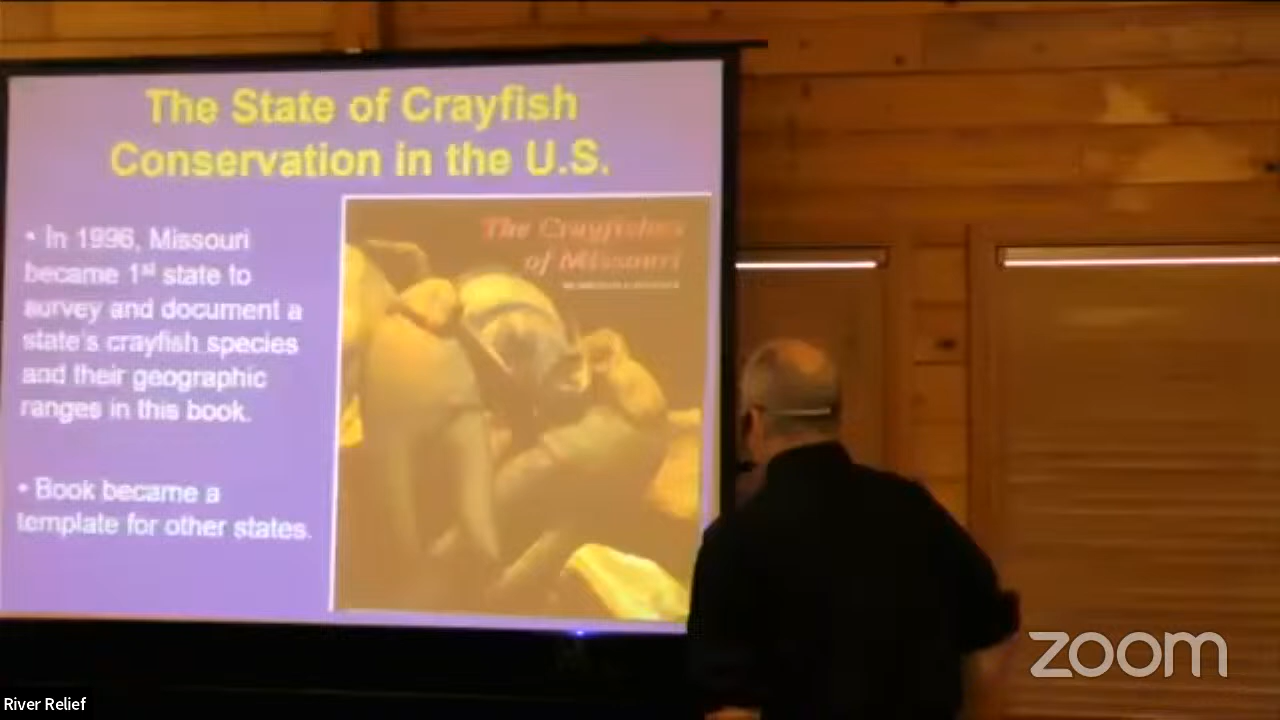 The State of Crayfish
Conservation in the U.S.
• In 1996, Missouri
became 1st state to
survey and document a
state's crayfish species
and their geographic
ranges in this book.
• Book became a
template for other states.
The Crayfishes
of Missouri
zoom
River Relief